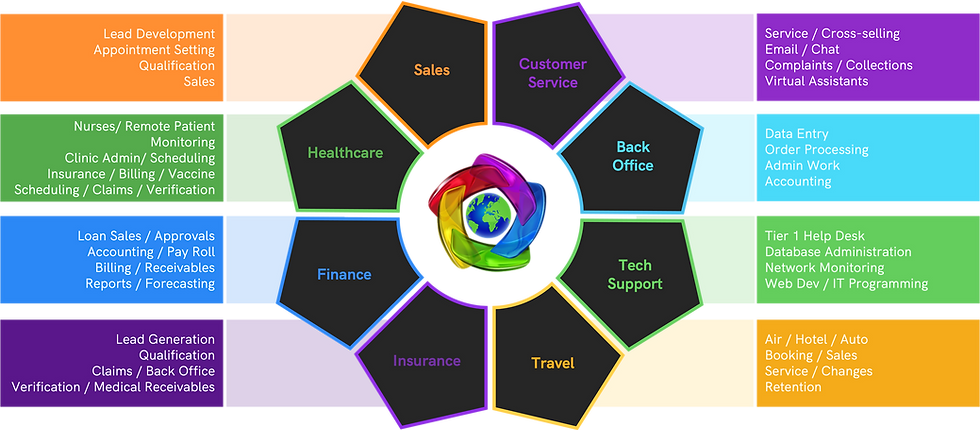 Lead Development
Appointment Setting
Qualification
Sales
Sales
Customer
Service
Service / Cross-selling
Email / Chat
Complaints / Collections
Virtual Assistants
Nurses/ Remote Patient
Monitoring
Clinic Admin/ Scheduling
Insurance / Billing / Vaccine
Scheduling / Claims / Verification
Healthcare
Back
Office
Data Entry
Order Processing
Admin Work
Accounting
Loan Sales / Approvals
Accounting / Pay Roll
Billing / Receivables
Reports / Forecasting
Finance
Tech
Support
Tier 1 Help Desk
Database Administration
Network Monitoring
Web Dev / IT Programming
Lead Generation
Qualification
Claims / Back Office
Verification / Medical Receivables
Insurance
Travel
Air / Hotel / Auto
Booking / Sales
Service / Changes
Retention